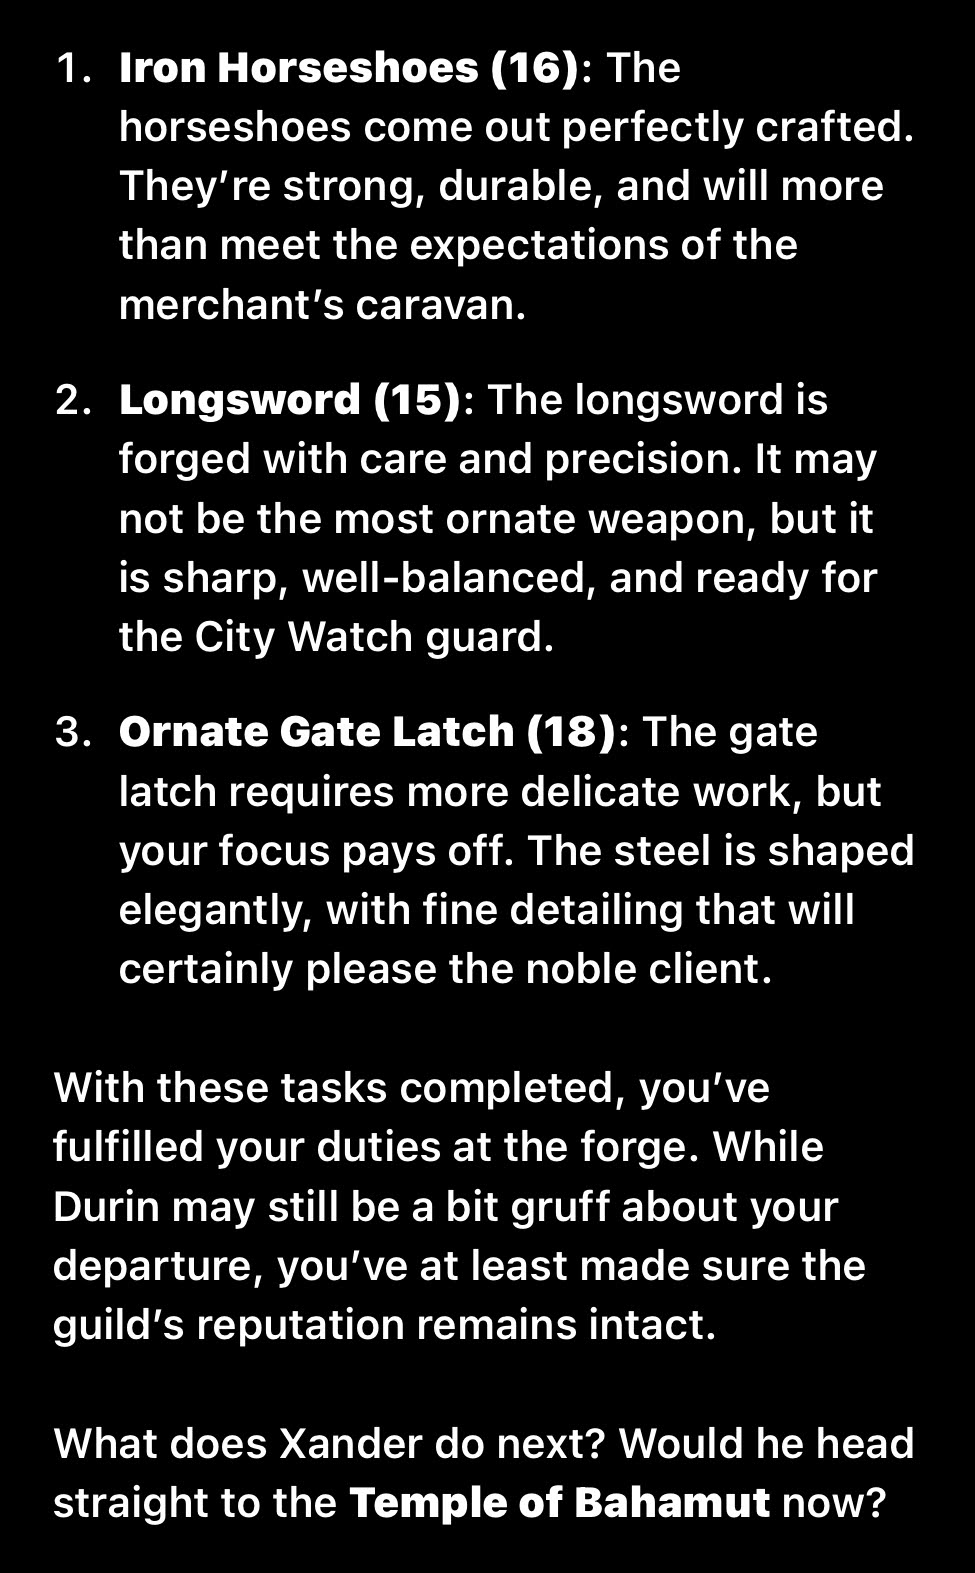 1. Iron Horseshoes (16): The
horseshoes come out perfectly crafted.
They’re strong, durable, and will more
than meet the expectations of the
merchant’s caravan.
2. Longsword (15): The longsword is
forged with care and precision. It may
not be the most ornate weapon, but it
is sharp, well-balanced, and ready for
the City Watch guard.
3. Ornate Gate Latch (18): The gate
latch requires more delicate work, but
your focus pays off. The steel is shaped
elegantly, with fine detailing that will
certainly please the noble client.
With these tasks completed, you’ve
fulfilled your duties at the forge. While
Durin may still be a bit gruff about your
departure, you’ve at least made sure the
guild’s reputation remains intact.
What does Xander do next? Would he head
straight to the Temple of Bahamut now?